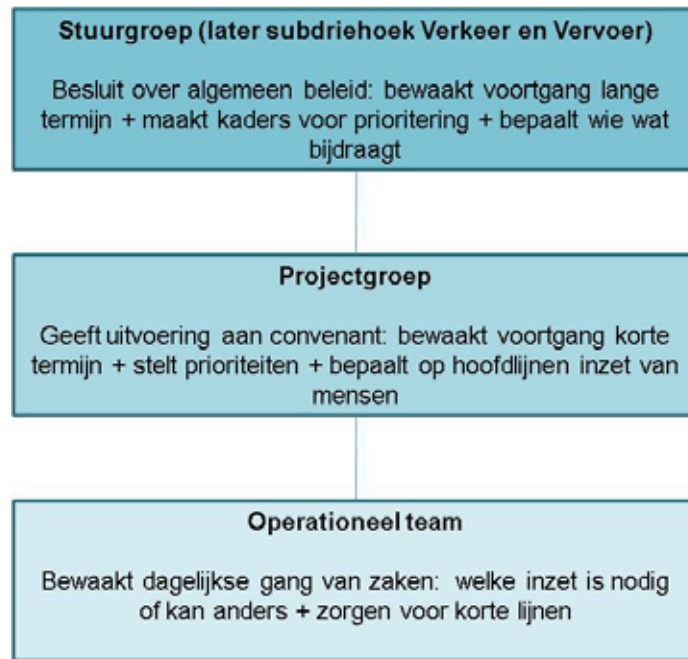 Stuurgroep (later subdriehoek Verkeer en Vervoer)
Besluit over algemeen beleid: bewaakt voortgang lange
termijn + maakt kaders voor prioritering + bepaalt wie wat
bijdraagt
Projectgroep
Geeft uitvoering aan convenant: bewaakt voortgang korte
termijn + stelt prioriteiten + bepaalt op hoofdlijnen inzet van
mensen
Operationeel team
Bewaakt dagelijkse gang van zaken: welke inzet is nodig
of kan anders + zorgen voor korte lijnen